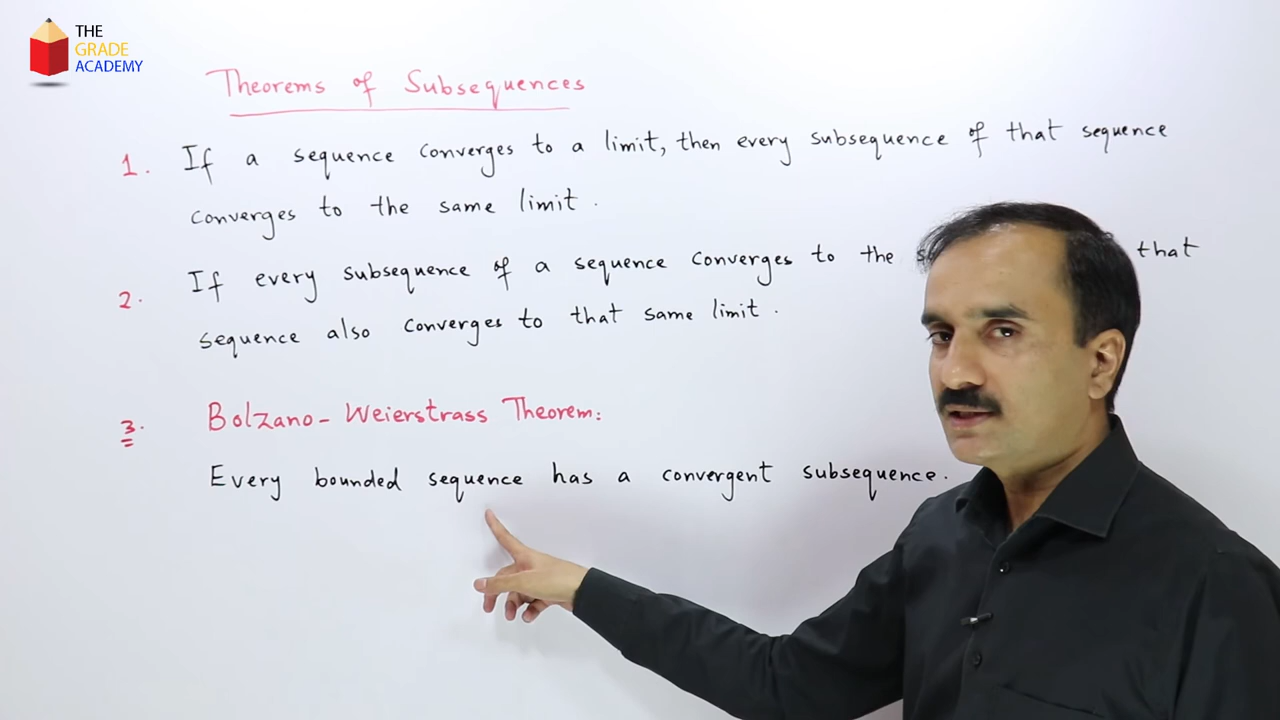 THE
GRADE
ACADEMY
Theorems of Subsequences
1. If a sequence converges to a limit, then every subsequence of that sequence
converges to the same limit.
2. If every subsequence of a sequence converges to the that
sequence also converges to that same limit.
3. Bolzano-Weierstrass Theorem:
Every bounded sequence has a convergent subsequence.